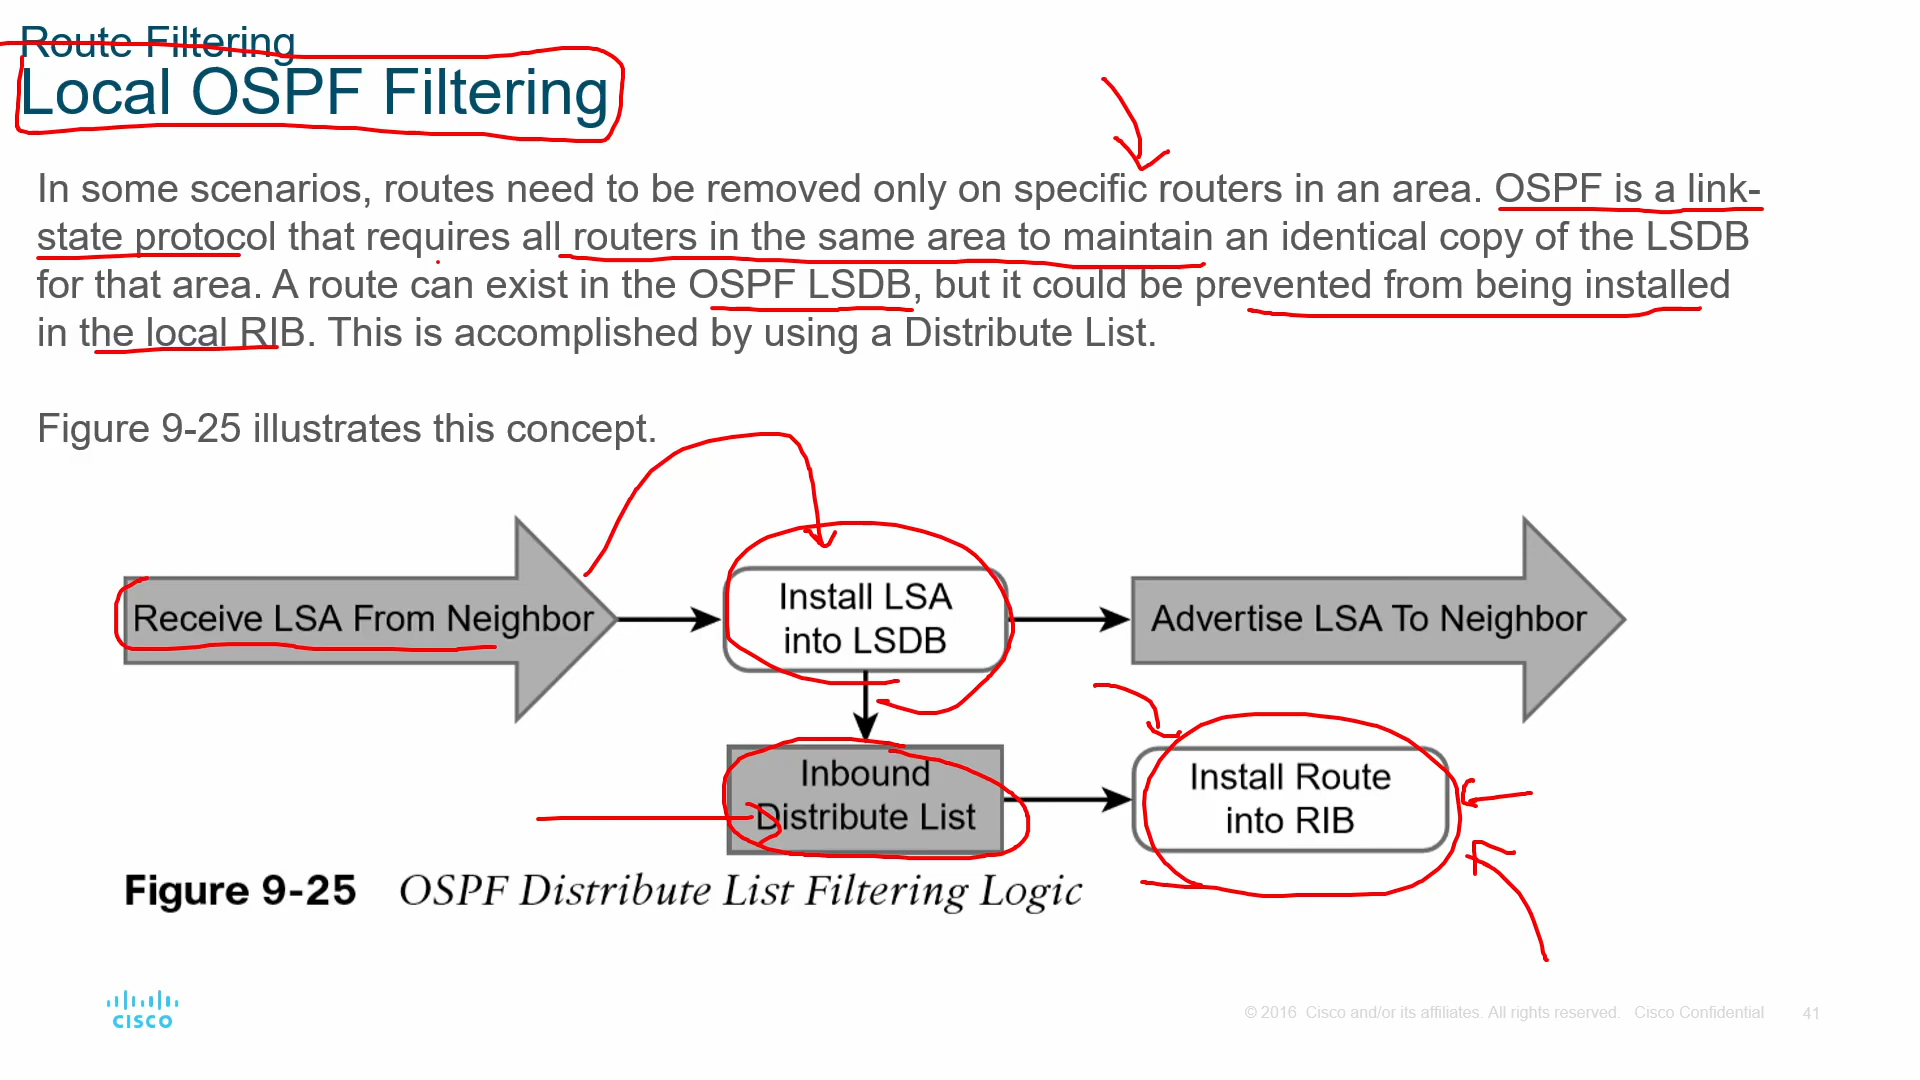 Route Filtering
Local OSPF Filtering
In some scenarios, routes need to be removed only on specific routers in an area. OSPF is a link-
state protocol that requires all routers in the same area to maintain an identical copy of the LSDB
for that area. A route can exist in the OSPF LSDB, but it could be prevented from being installed
in the local RIB. This is accomplished by using a Distribute List.
Figure 9-25 illustrates this concept.
Receive LSA From Neighbor
Install LSA
into LSDB
Advertise LSA To Neighbor
Inbound
Distribute List
Install Route
into RIB
Figure 9-25 OSPF Distribute List Filtering Logic
CISCO
© 2016 Cisco and/or its affiliates. All rights reserved. Cisco Confidential 41